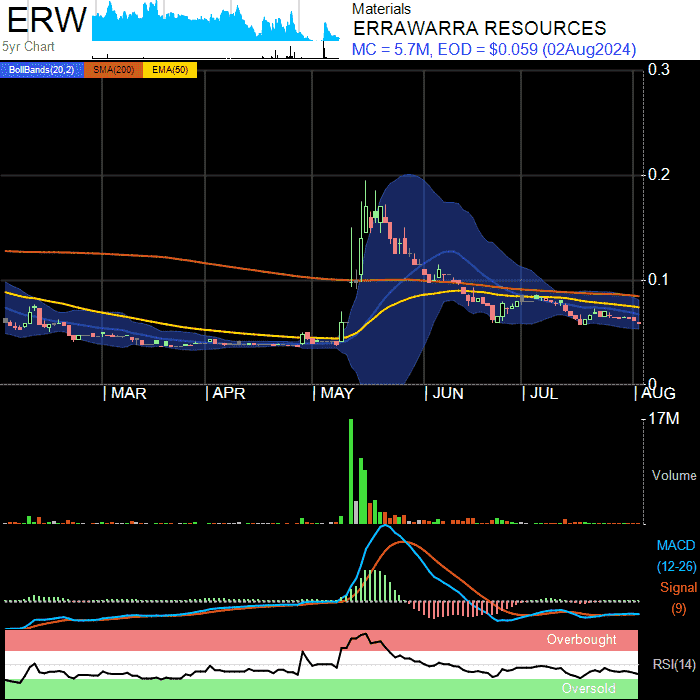 ERW
5yr Chart
Materials
ERRAWARRA RESOURCES
MC = 5.7M, EOD = $0.059 (02Aug2024)
BollBands(20,2) SMA(200) EMA(50)
0.3
0.2
0.1
0
MAR APR MAY JUN JUL AUG
17M
Volume
MACD
(12-26)
Signal
(9)
Overbought
RSI(14)
Oversold